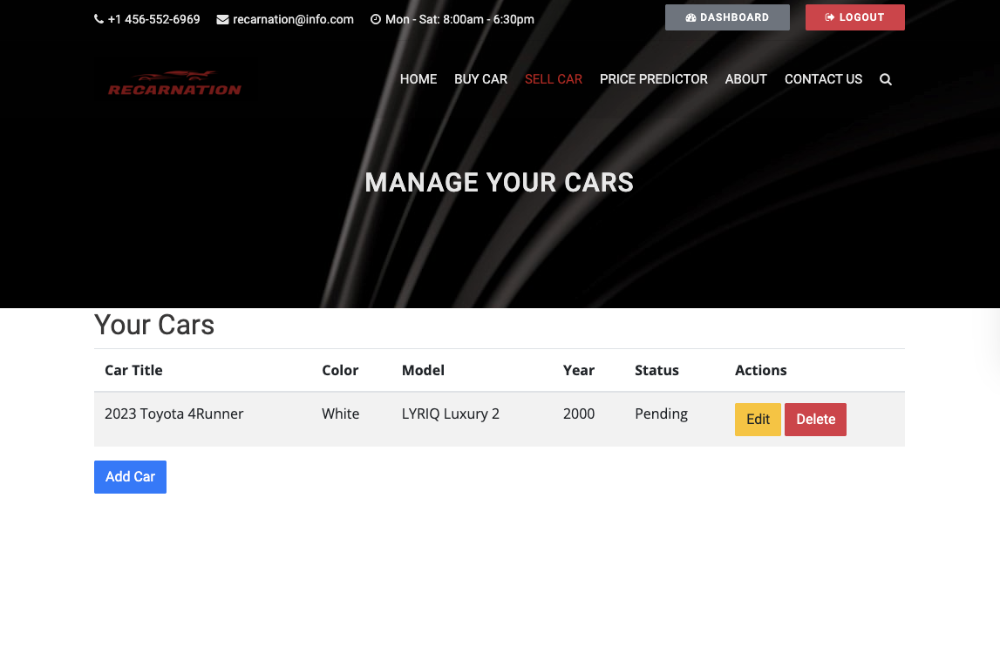 +1 456-552-6969 recarnation@info.com Mon - Sat: 8:00am - 6:30pm DASHBOARD LOGOUT
RECARNATION HOME BUY CAR SELL CAR PRICE PREDICTOR ABOUT CONTACT US
MANAGE YOUR CARS
Your Cars
Car Title Color Model Year Status Actions
2023 Toyota 4Runner White LYRIQ Luxury 2 2000 Pending Edit Delete
Add Car